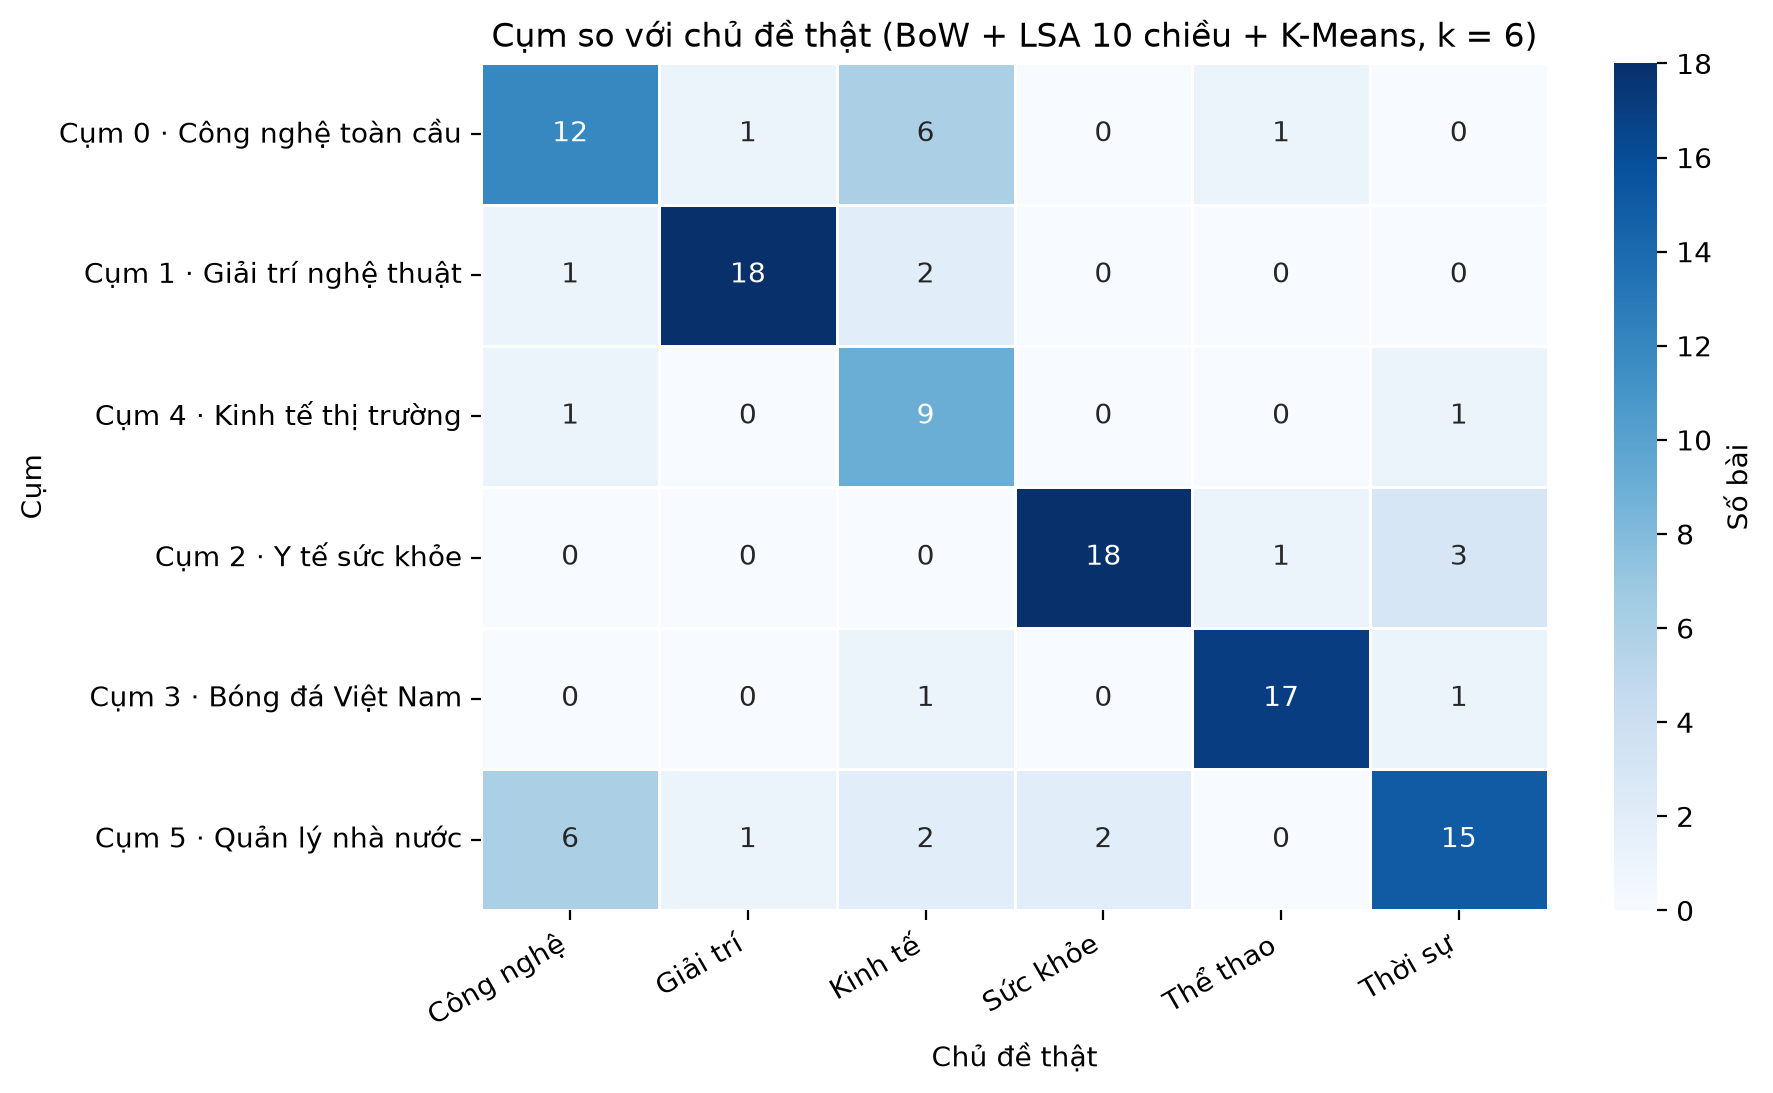 Cụm so với chủ đề thật (BoW + LSA 10 chiều + K-Means, k = 6)
Cụm
Cụm 0 · Công nghệ toàn cầu 12 1 6 0 1 0
Cụm 1 · Giải trí nghệ thuật 1 18 2 0 0 0
Cụm 4 · Kinh tế thị trường 1 0 9 0 0 1
Cụm 2 · Y tế sức khỏe 0 0 0 18 1 3
Cụm 3 · Bóng đá Việt Nam 0 0 1 0 17 1
Cụm 5 · Quản lý nhà nước 6 1 2 2 0 15
Công nghệ Giải trí Kinh tế Sức khỏe Thể thao Thời sự
Chủ đề thật
18
16
14
12
10
8
6
4
2
0
Số bài